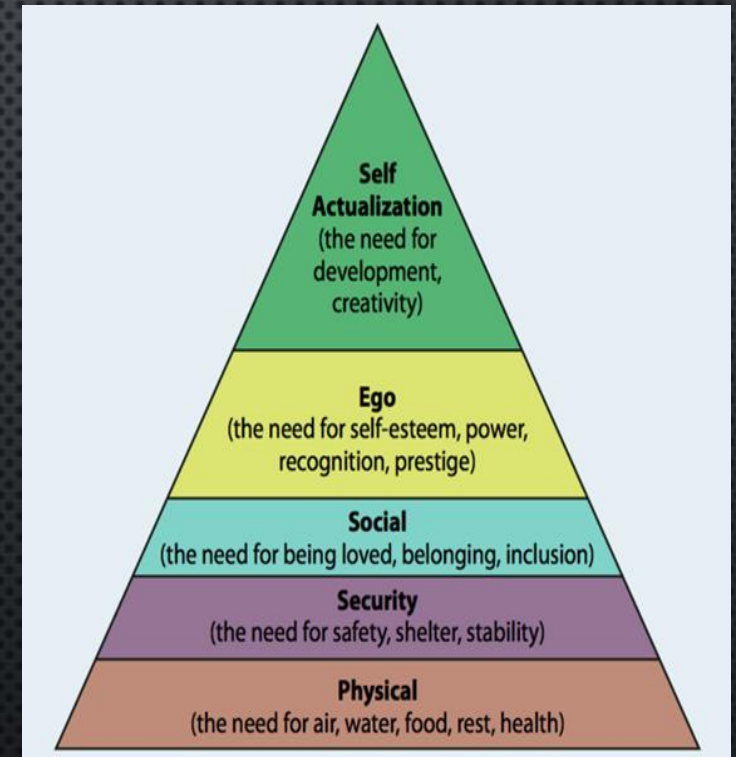 Self
Actualization
(the need for
development,
creativity)
Ego
(the need for self-esteem, power,
recognition, prestige)
Social
(the need for being loved, belonging, inclusion)
Security
(the need for safety, shelter, stability)
Physical
(the need for air, water, food, rest, health)